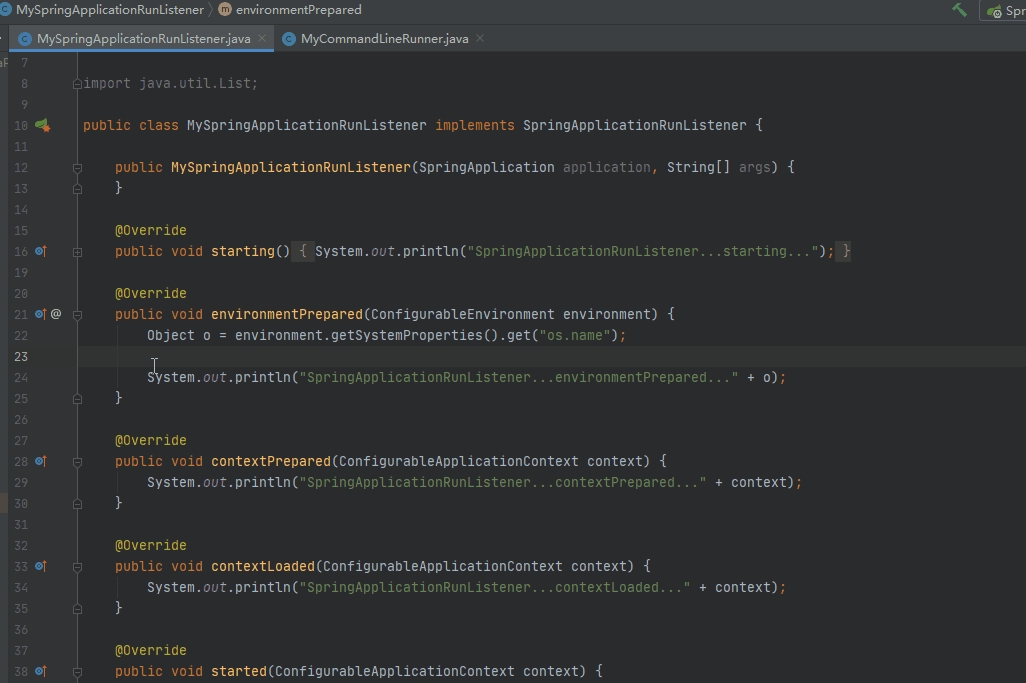 MySpringApplicationRunListener environmentPrepared Spr
MySpringApplicationRunListener.java MyCommandLineRunner.java
7
8 import java.util.List;
9
10 public class MySpringApplicationRunListener implements SpringApplicationRunListener {
11
12 public MySpringApplicationRunListener(SpringApplication application, String[] args) {
13 }
14
15 @Override
16 public void starting() { System.out.println("SpringApplicationRunListener...starting..."); }
19
20 @Override
21 @ public void environmentPrepared(ConfigurableEnvironment environment) {
22 Object o = environment.getSystemProperties().get("os.name");
23
24 System.out.println("SpringApplicationRunListener...environmentPrepared..." + o);
25 }
26
27 @Override
28 public void contextPrepared(ConfigurableApplicationContext context) {
29 System.out.println("SpringApplicationRunListener...contextPrepared..." + context);
30 }
31
32 @Override
33 public void contextLoaded(ConfigurableApplicationContext context) {
34 System.out.println("SpringApplicationRunListener...contextLoaded..." + context);
35 }
36
37 @Override
38 public void started(ConfigurableApplicationContext context) {